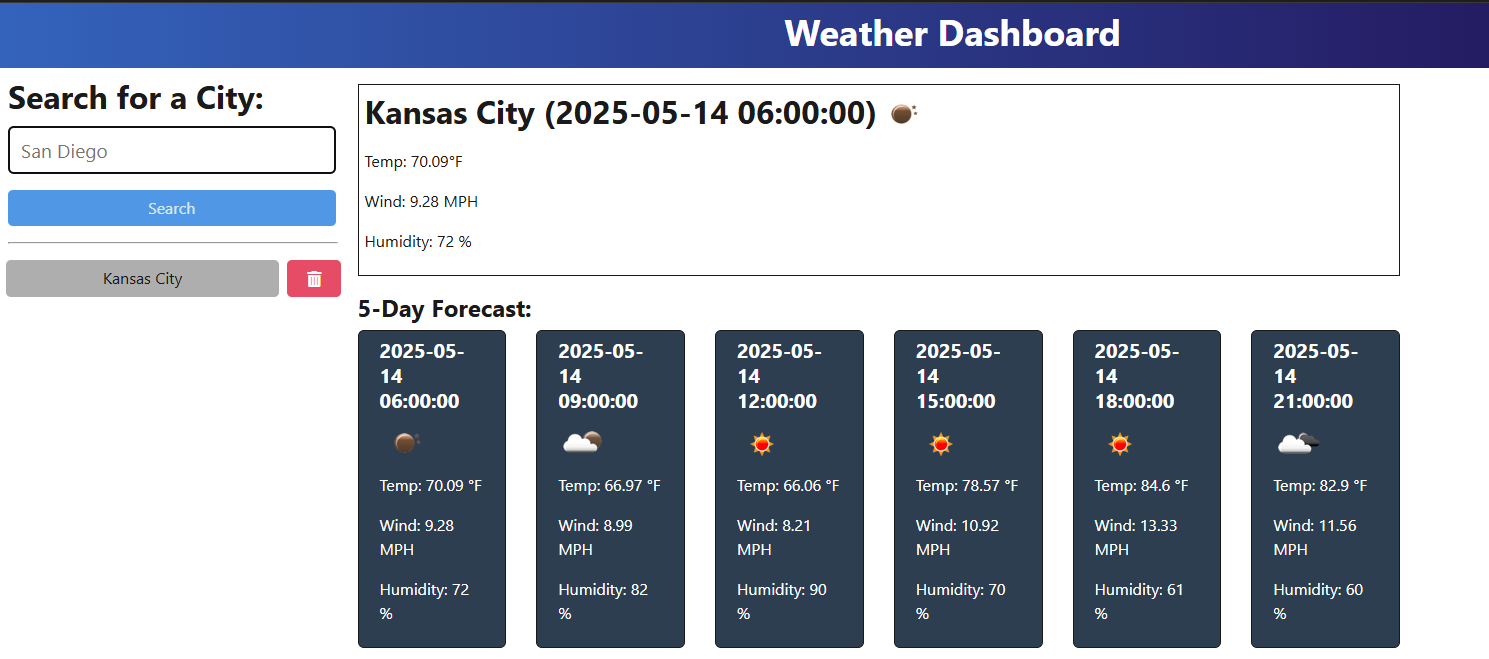 Weather Dashboard
Search for a City:
San Diego
Search
Kansas City
Kansas City (2025-05-14 06:00:00)
Temp: 70.09°F
Wind: 9.28 MPH
Humidity: 72 %
5-Day Forecast:
2025-05-
14
06:00:00
Temp: 70.09 °F
Wind: 9.28
MPH
Humidity: 72
%
2025-05-
14
09:00:00
Temp: 66.97 °F
Wind: 8.99
MPH
Humidity: 82
%
2025-05-
14
12:00:00
Temp: 66.06 °F
Wind: 8.21
MPH
Humidity: 90
%
2025-05-
14
15:00:00
Temp: 78.57 °F
Wind: 10.92
MPH
Humidity: 70
%
2025-05-
14
18:00:00
Temp: 84.6 °F
Wind: 13.33
MPH
Humidity: 61
%
2025-05-
14
21:00:00
Temp: 82.9 °F
Wind: 11.56
MPH
Humidity: 60
%